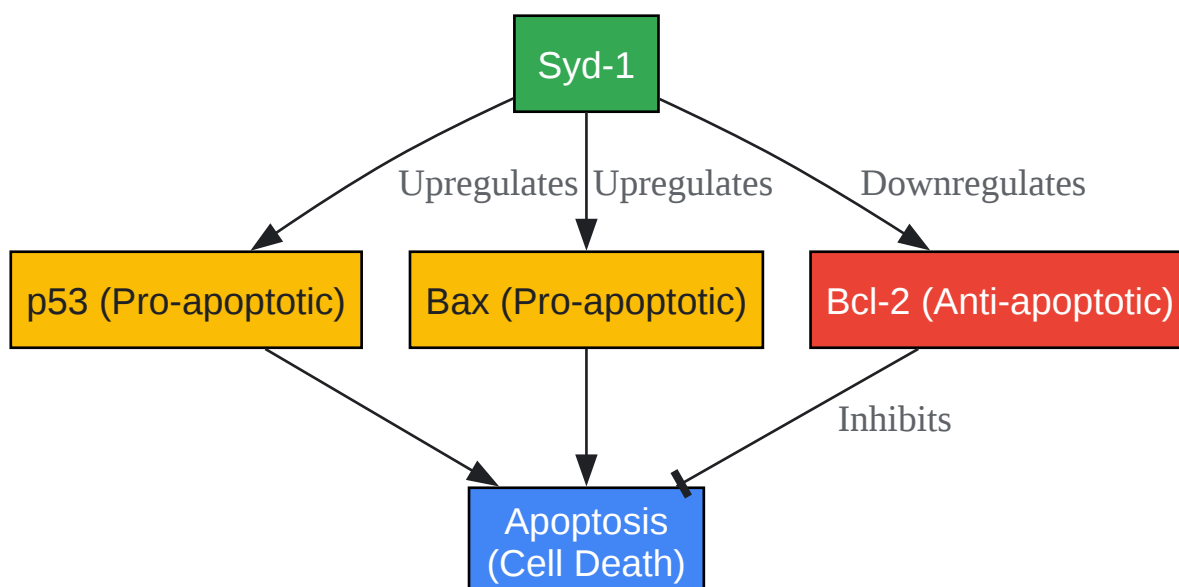 Syd-1
Upregulates
Upregulates
Downregulates
p53 (Pro-apoptotic)
Bax (Pro-apoptotic)
Bcl-2 (Anti-apoptotic)
Inhibits
Apoptosis
(Cell Death)